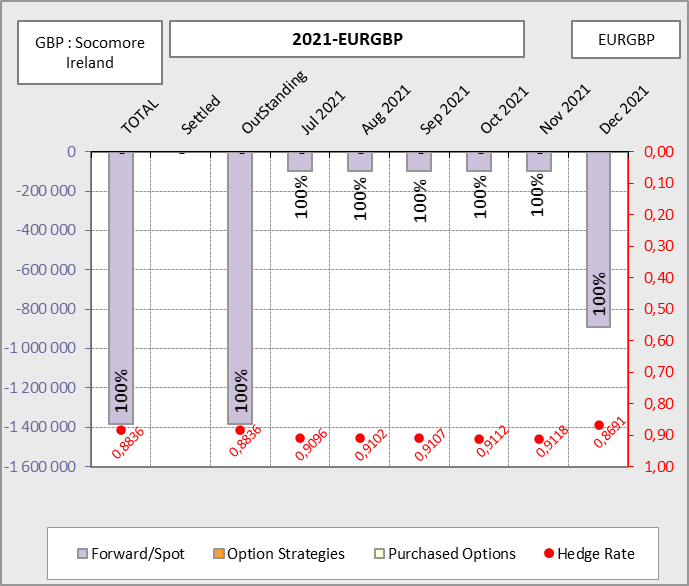 GBP : Socomore
Ireland
2021-EURGBP
EURGBP
TOTAL
Settled
OutStanding
Jul 2021
Aug 2021
Sep 2021
Oct 2021
Nov 2021
Dec 2021
0
-200 000
-400 000
-600 000
-800 000
-1 000 000
-1 200 000
-1 400 000
-1 600 000
0,00
0,10
0,20
0,30
0,40
0,50
0,60
0,70
0,80
0,90
1,00
100%
100%
100%
100%
100%
100%
100%
100%
0,8836
0,8836
0,9096
0,9102
0,9107
0,9112
0,9118
0,8691
Forward/Spot
Option Strategies
Purchased Options
Hedge Rate